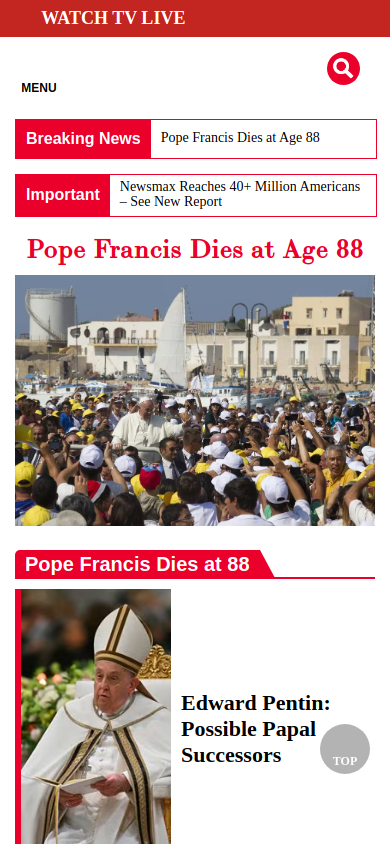 WATCH TV LIVE
MENU
Breaking News
Pope Francis Dies at Age 88
Important
Newsmax Reaches 40+ Million Americans
– See New Report
Pope Francis Dies at Age 88
Pope Francis Dies at 88
Edward Pentin:
Possible Papal
Successors
TOP